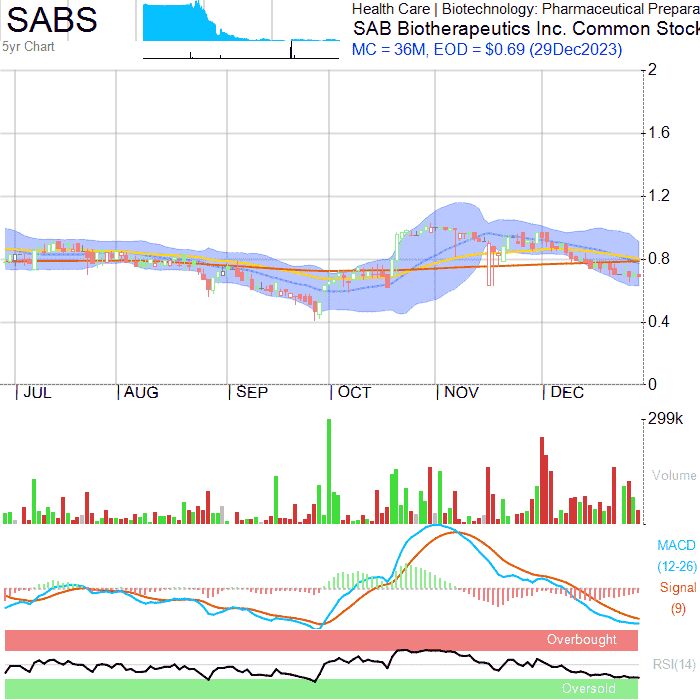 SABS
5yr Chart
Health Care | Biotechnology: Pharmaceutical Prepara
SAB Biotherapeutics Inc. Common Stock
MC = 36M, EOD = $0.69 (29Dec2023)
2
1.6
1.2
0.8
0.4
0
JUL AUG SEP OCT NOV DEC
299k
Volume
MACD
(12-26)
Signal
(9)
Overbought
RSI(14)
Oversold